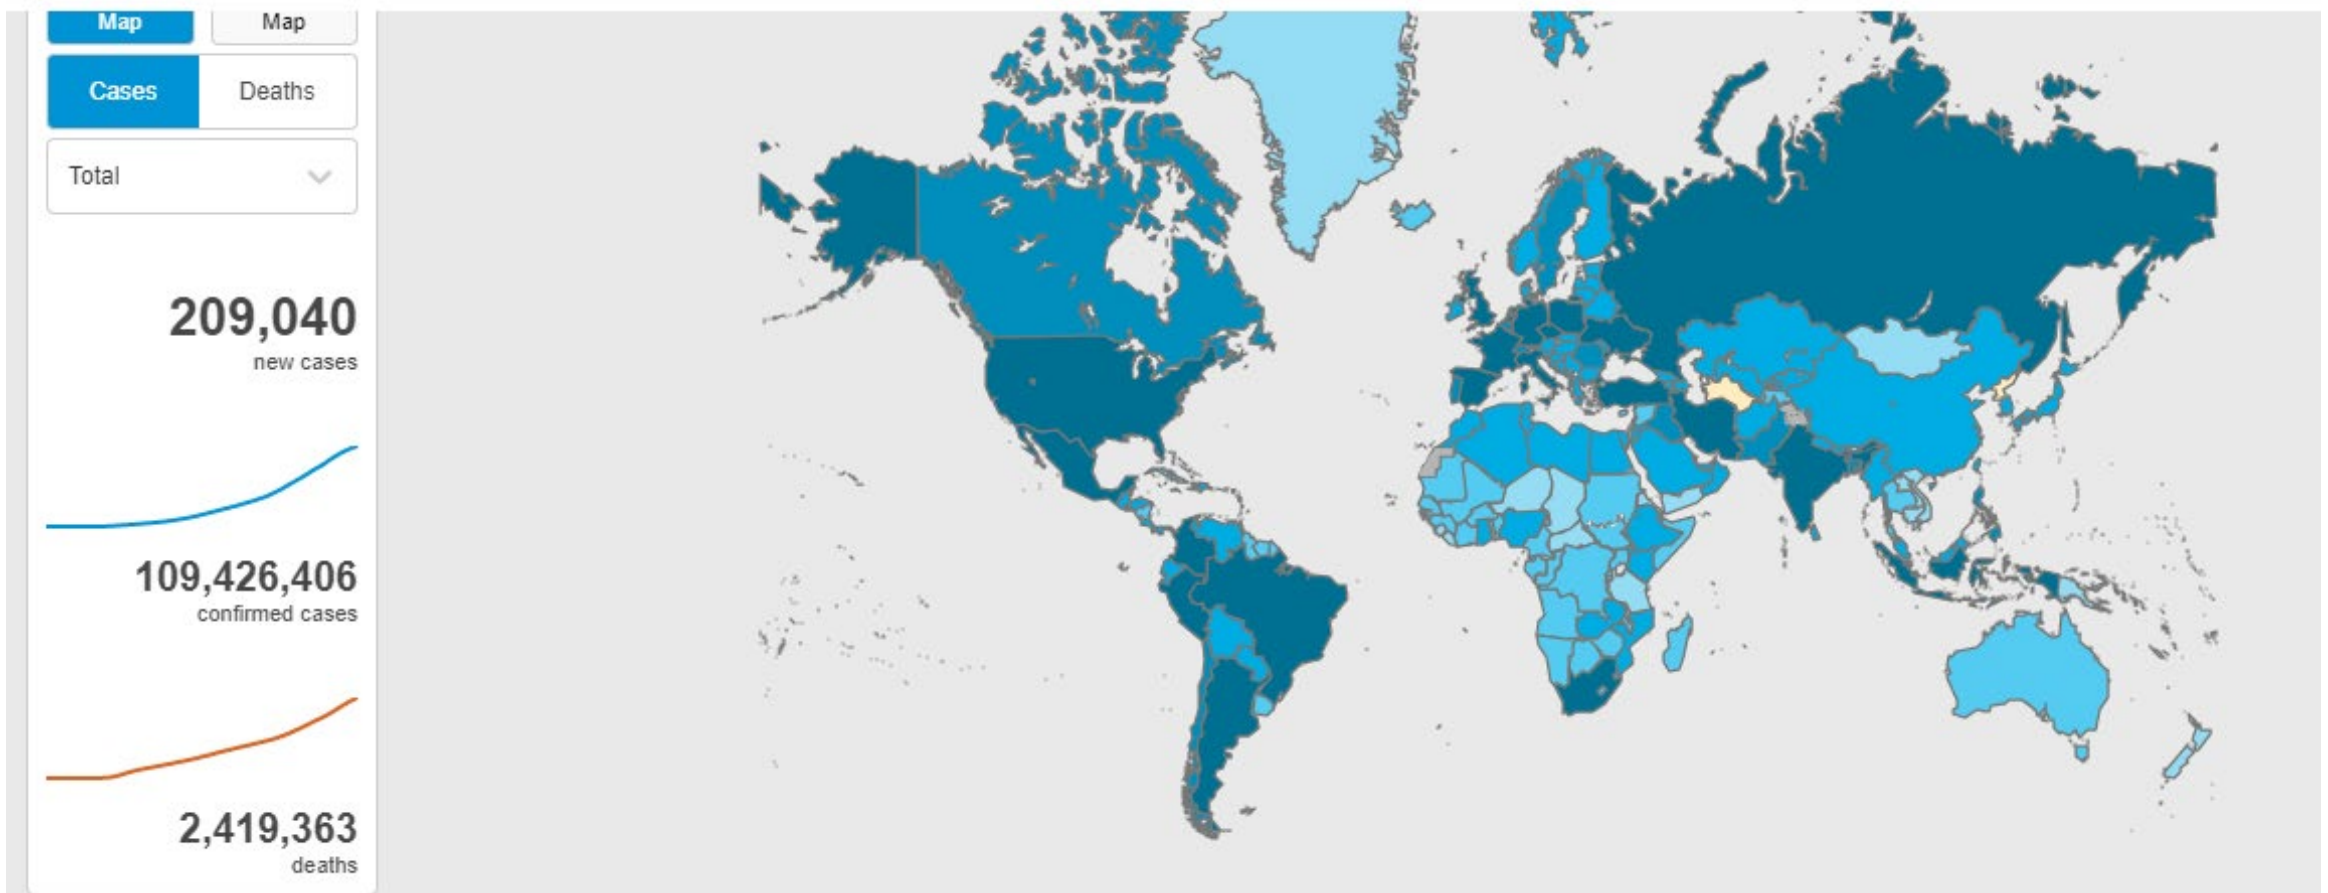 Map Map
Cases Deaths
Total
209,040
new cases
109,426,406
confirmed cases
2,419,363
deaths